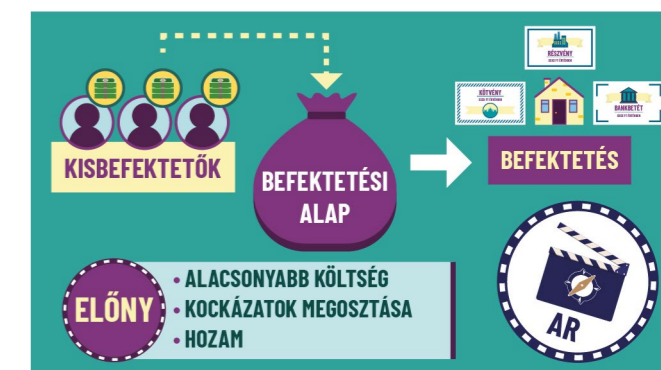 RÉSZVÉNY
KÖTVÉNY
BANKBETÉT
KISBEFEKTETŐK
BEFEKTETÉSI
ALAP
BEFEKTETÉS
ELŐNY
• ALACSONYABB KÖLTSÉG
• KOCKÁZATOK MEGOSZTÁSA
• HOZAM
AR